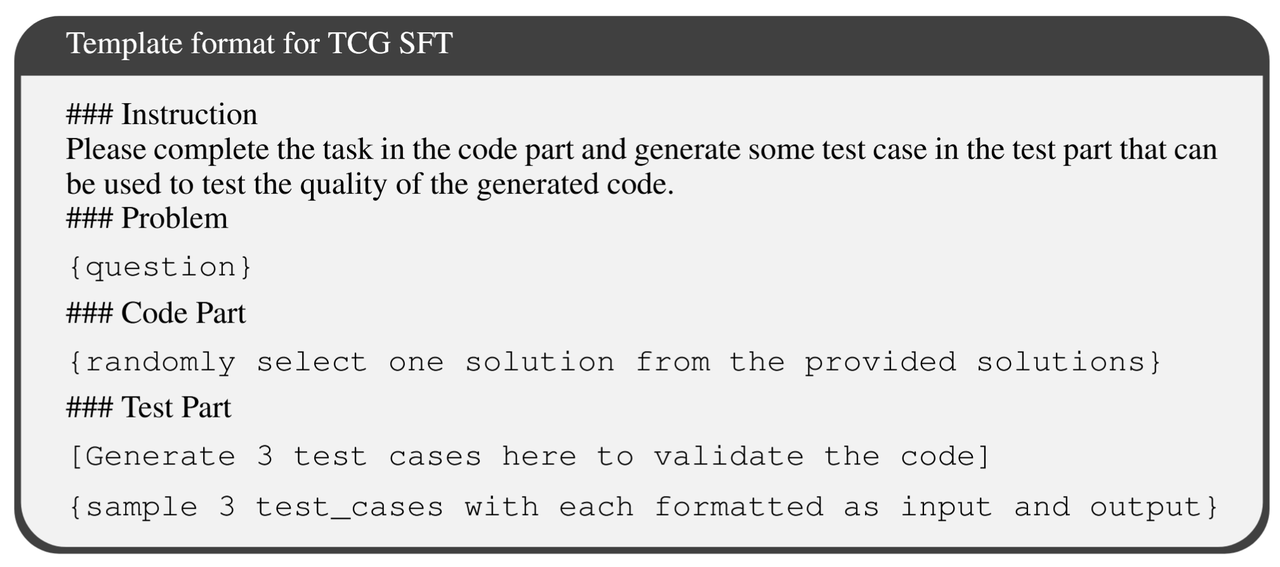 Template format for TCG SFT
### Instruction
Please complete the task in the code part and generate some test case in the test part that can
be used to test the quality of the generated code.
### Problem
{question}
### Code Part
{randomly select one solution from the provided solutions}
### Test Part
[Generate 3 test cases here to validate the code]
{sample 3 test_cases with each formatted as input and output}